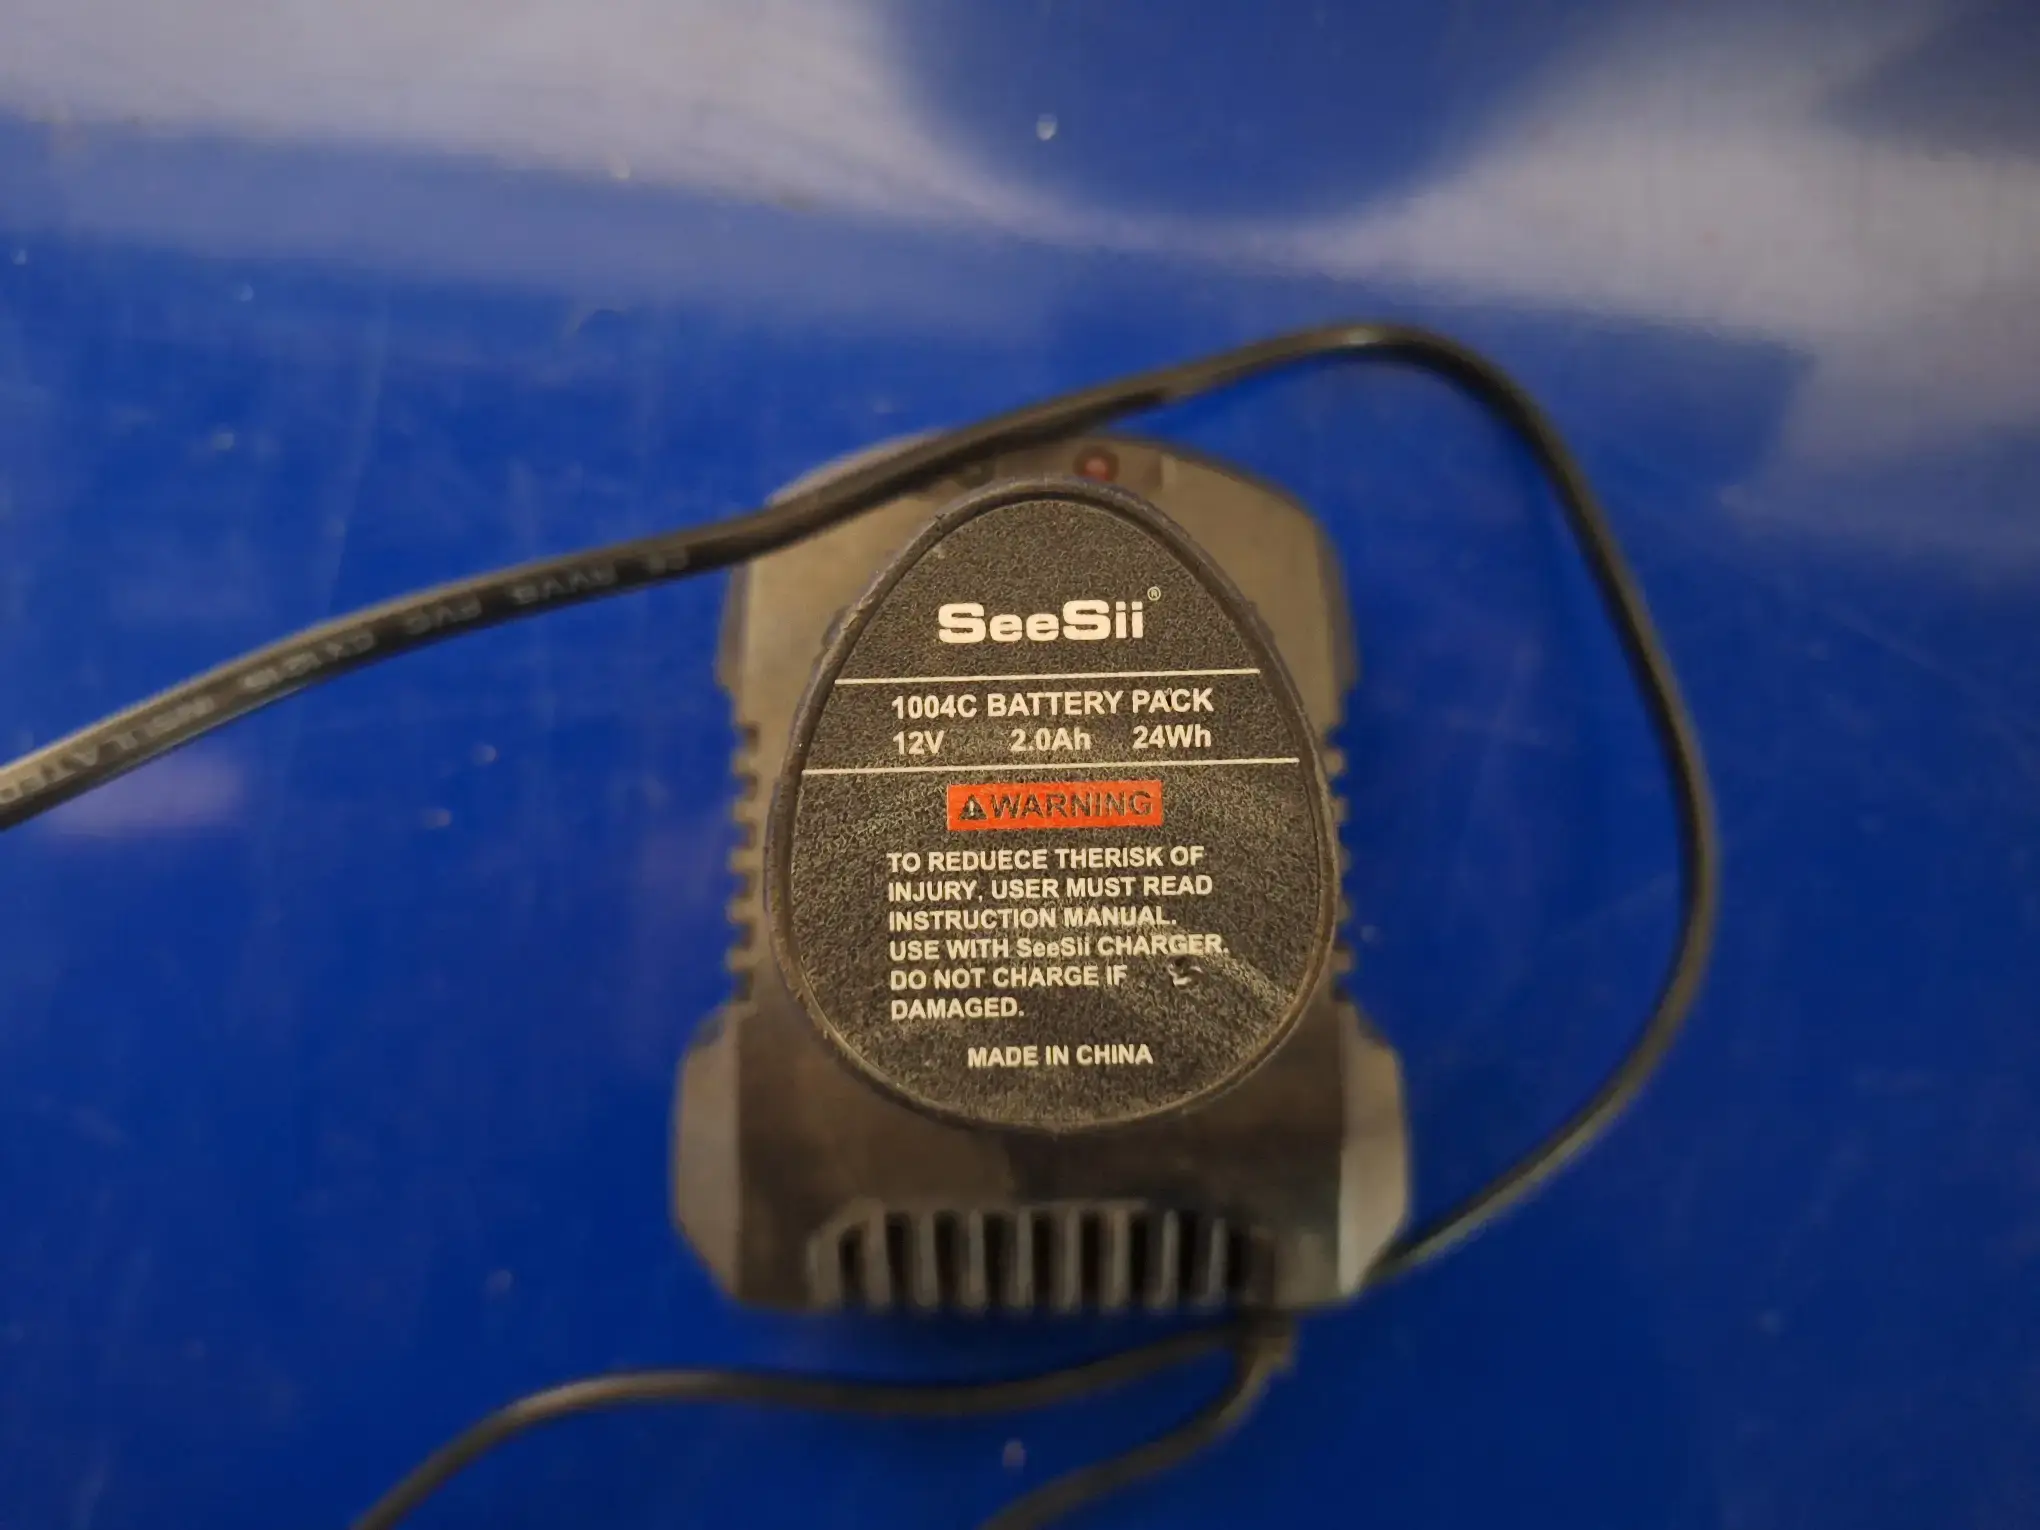 SeeSii®
1004C BATTERY PACK
12V 2.0Ah 24Wh
⚠WARNING
TO REDUECE THERISK OF
INJURY, USER MUST READ
INSTRUCTION MANUAL.
USE WITH SeeSii CHARGER.
DO NOT CHARGE IF
DAMAGED.
MADE IN CHINA